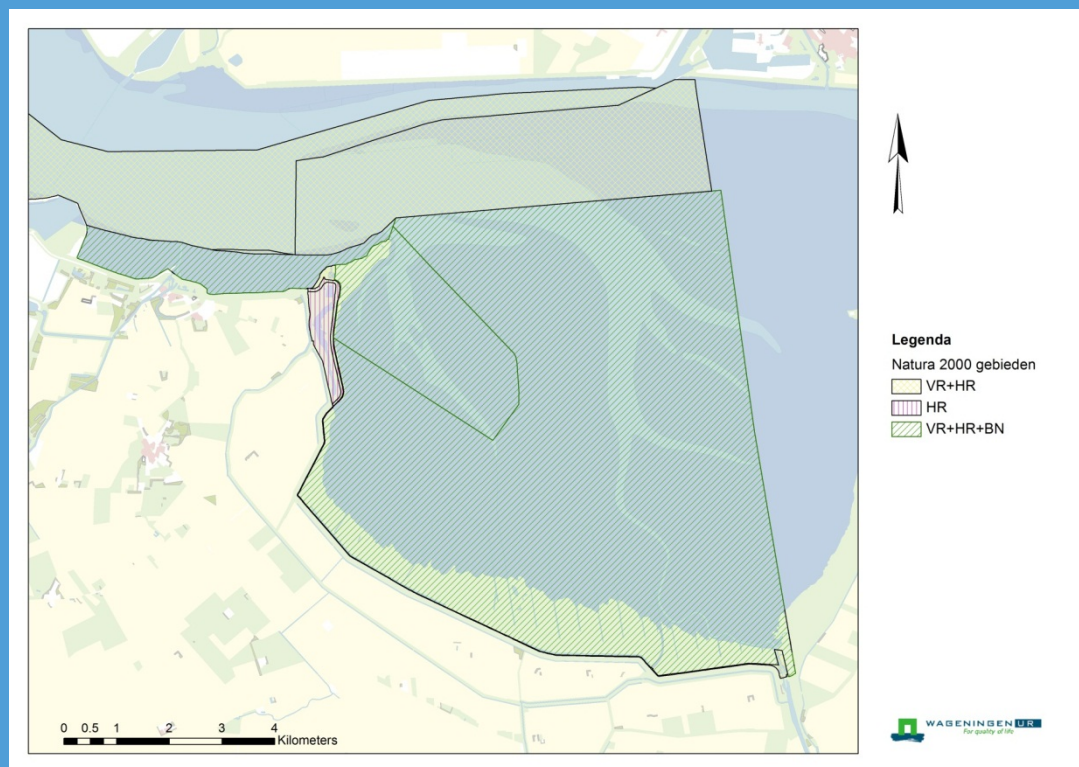 Legenda
Natura 2000 gebieden
VR+HR
HR
VR+HR+BN
0 0.5 1 2 3 4
Kilometers
WAGENINGEN UR
For quality of life